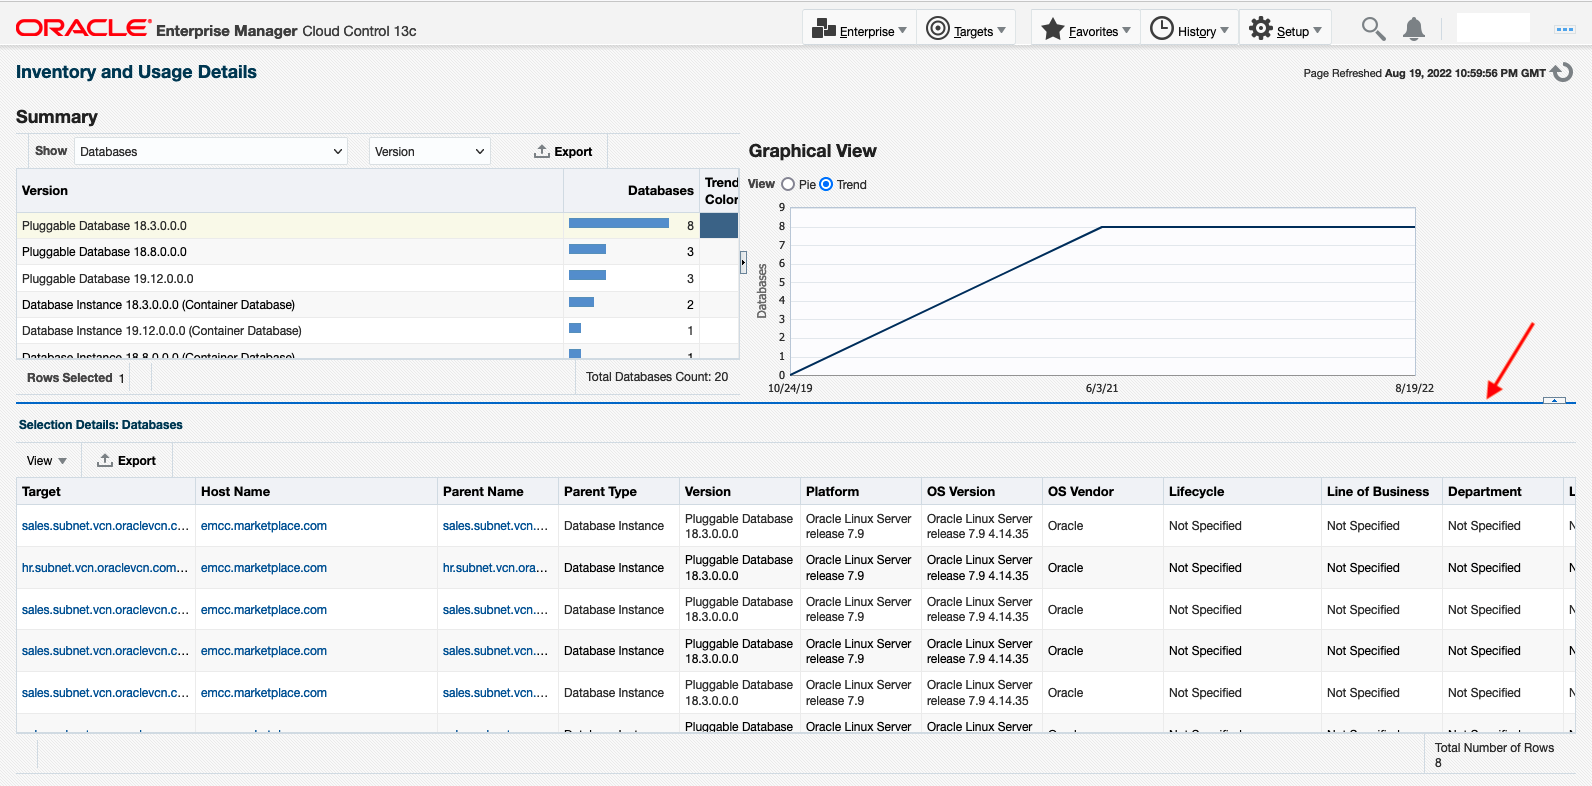 ORACLE® Enterprise Manager Cloud Control 13c
Enterprise
Targets
Favorites
History
Setup
Inventory and Usage Details
Page Refreshed Aug 19, 2022 10:59:56 PM GMT
Summary
Show Databases Version Export
Version Databases Trend Color
Pluggable Database 18.3.0.0.0 8
Pluggable Database 18.8.0.0.0 3
Pluggable Database 19.12.0.0.0 3
Database Instance 18.3.0.0.0 (Container Database) 2
Database Instance 19.12.0.0.0 (Container Database) 1
Database Instance 18.8.0.0.0 (Container Database) 1
Rows Selected 1
Total Databases Count: 20
Graphical View
View Pie Trend
9
8
7
6
5
4
3
2
1
0
Databases
10/24/19 6/3/21 8/19/22
Selection Details: Databases
View Export
Target Host Name Parent Name Parent Type Version Platform OS Version OS Vendor Lifecycle Line of Business Department L
sales.subnet.vcn.oraclevcn.c... emcc.marketplace.com sales.subnet.vcn.... Database Instance Pluggable Database 18.3.0.0.0 Oracle Linux Server release 7.9 Oracle Linux Server release 7.9 4.14.35 Oracle Not Specified Not Specified Not Specified N
hr.subnet.vcn.oraclevcn.com... emcc.marketplace.com hr.subnet.vcn.ora... Database Instance Pluggable Database 18.3.0.0.0 Oracle Linux Server release 7.9 Oracle Linux Server release 7.9 4.14.35 Oracle Not Specified Not Specified Not Specified N
sales.subnet.vcn.oraclevcn.c... emcc.marketplace.com sales.subnet.vcn.... Database Instance Pluggable Database 18.3.0.0.0 Oracle Linux Server release 7.9 Oracle Linux Server release 7.9 4.14.35 Oracle Not Specified Not Specified Not Specified N
sales.subnet.vcn.oraclevcn.c... emcc.marketplace.com sales.subnet.vcn.... Database Instance Pluggable Database 18.3.0.0.0 Oracle Linux Server release 7.9 Oracle Linux Server release 7.9 4.14.35 Oracle Not Specified Not Specified Not Specified N
sales.subnet.vcn.oraclevcn.c... emcc.marketplace.com sales.subnet.vcn.... Database Instance Pluggable Database 18.3.0.0.0 Oracle Linux Server release 7.9 Oracle Linux Server release 7.9 4.14.35 Oracle Not Specified Not Specified Not Specified N
Pluggable Database Oracle Linux Server Oracle Linux Server
Total Number of Rows
8